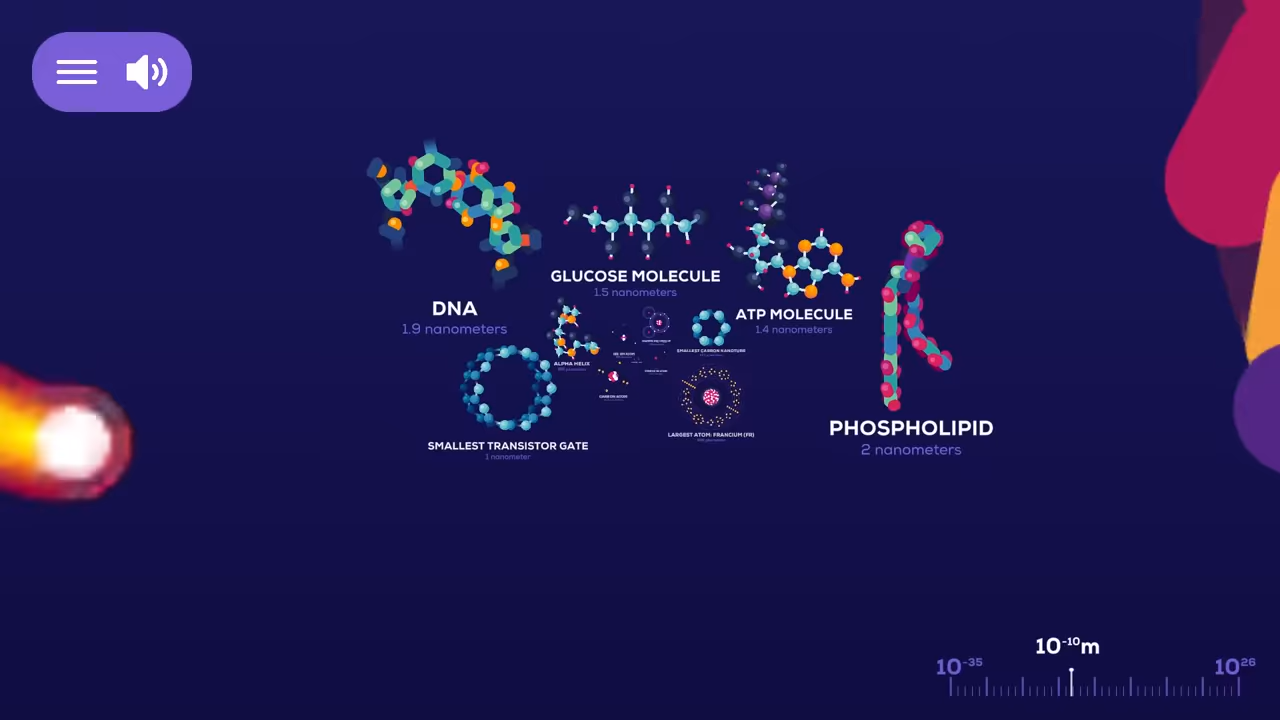 GLUCOSE MOLECULE
1.5 nanometers
DNA
1.9 nanometers
ATP MOLECULE
1.4 nanometers
SMALLEST CARBON NANOTUBE
ALPHA HELIX
LARGEST ATOM: FRANCIUM (FR)
SMALLEST TRANSISTOR GATE
1 nanometer
PHOSPHOLIPID
2 nanometers
10⁻¹⁰m
10⁻³⁵
10²⁶